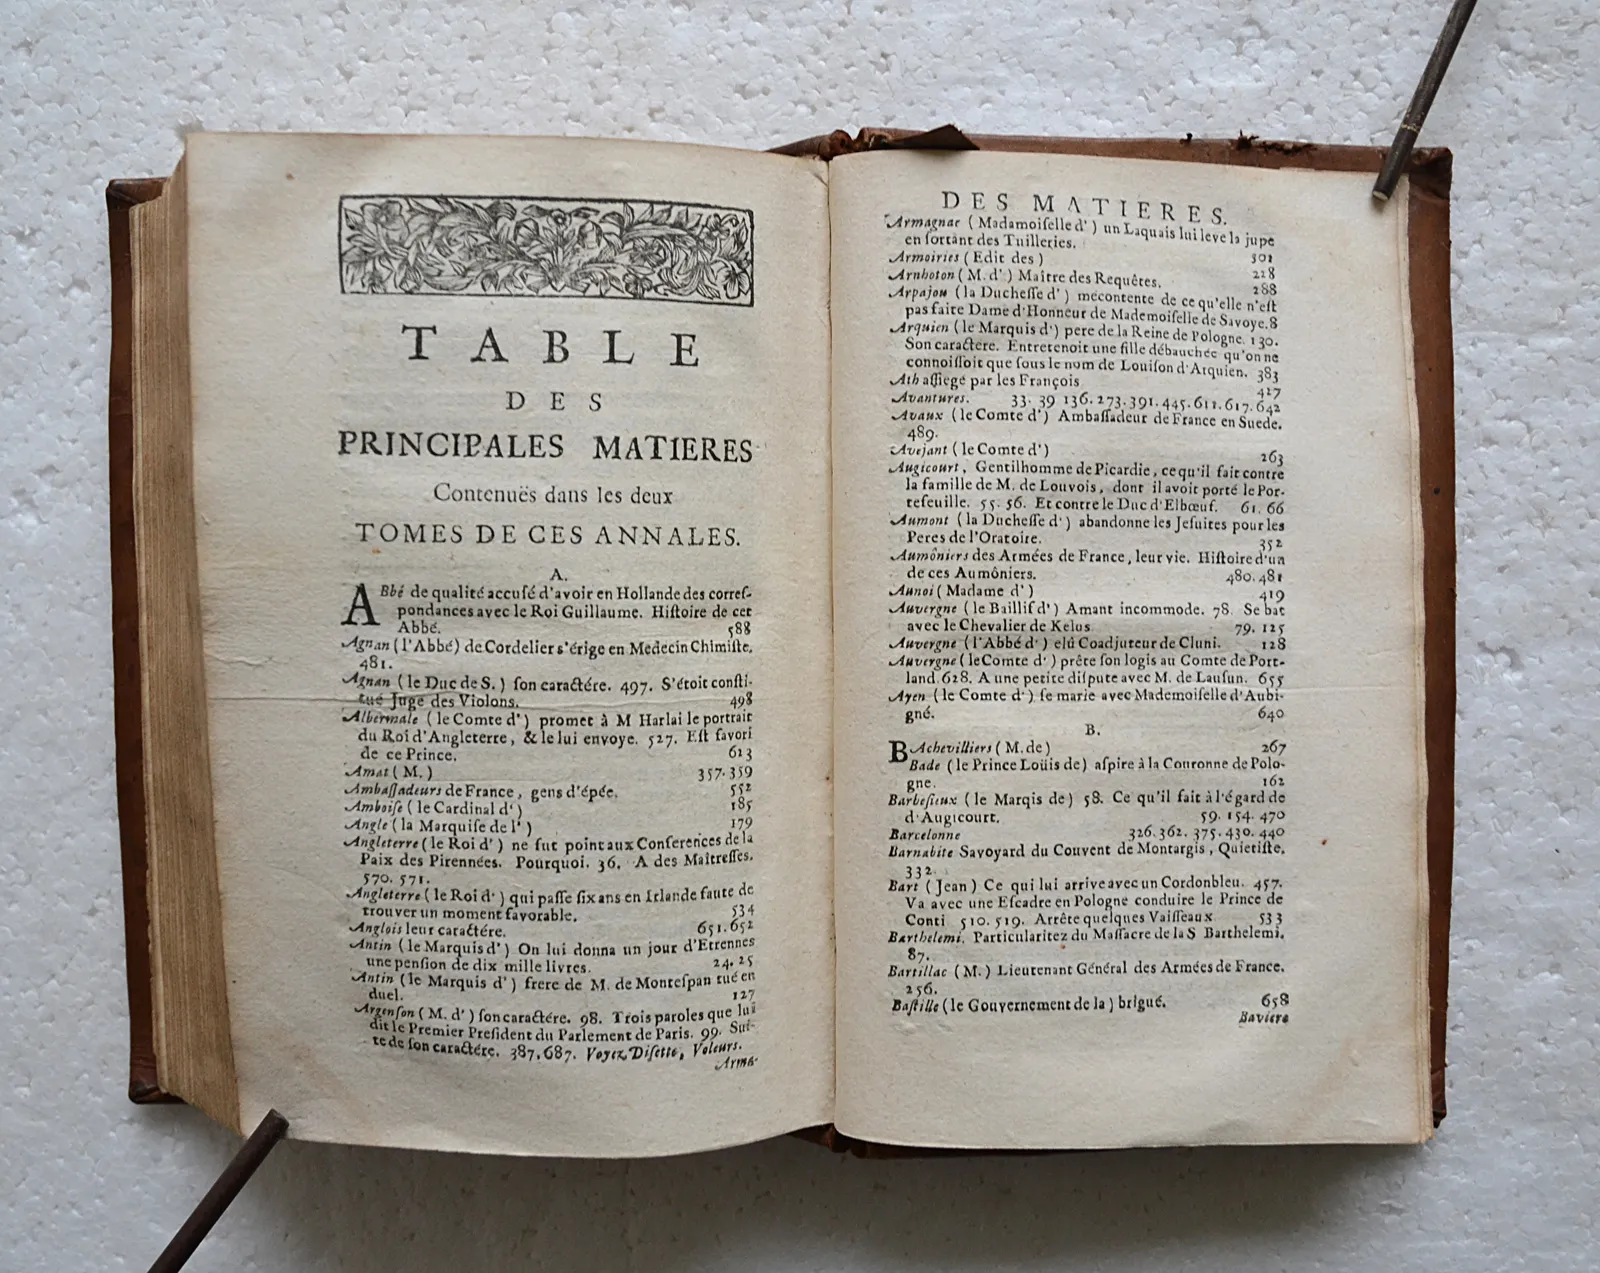 TABLE
DES
PRINCIPALES MATIERES
Contenuës dans les deux
TOMES DE CES ANNALES.
A.
ABbé de qualité accuſé d'avoir en Hollande des correſ-
pondances avec le Roi Guillaume. Hiſtoire de cet
Abbé. 588
Agnan (l'Abbé) de Cordelier s'érige en Medecin Chimiſte.
481.
Agnan (le Duc de S.) ſon caractére. 497. S'étoit conſti-
tué Juge des Violons. 498
Albermale (le Comte d') promet à M Harlai le portrait
du Roi d'Angleterre, & le lui envoye. 527. Eſt favori
de ce Prince. 613
Amat (M.) 357.359
Ambaſſadeurs de France, gens d'épée. 552
Amboiſe (le Cardinal d') 185
Angle (la Marquiſe de l') 179
Angleterre (le Roi d') ne fut point aux Conferences de la
Paix des Pirennées. Pourquoi. 36. A des Maîtreſſes.
570. 571.
Angleterre (le Roi d') qui paſſe ſix ans en Irlande faute de
trouver un moment favorable. 534
Anglois leur caractére. 651.652
Antin (le Marquis d') On lui donna un jour d'Etrennes
une penſion de dix mille livres. 24.25
Antin (le Marquis d') frere de M. de Monteſpan tué en
duel. 127
Argenſon (M. d') ſon caractére. 98. Trois paroles que lui
dit le Premier Preſident du Parlement de Paris. 99. Sui-
te de ſon caractére. 387.687. Voyez Diſette, Voleurs.
Arma-
DES MATIERES.
Armagnac (Madamoiſelle d') un Laquais lui leve la jupe
en ſortant des Tuilleries. 501
Armoiries (Edit des) 228
Arnhoton (M. d') Maître des Requêtes. 288
Arpajou (la Ducheſſe d') mecontente de ce qu'elle n'eſt
pas faite Dame d'Honneur de Mademoiſelle de Savoye. 8
Arquien (le Marquis d') pere de la Reine de Pologne. 130.
Son caractere. Entretenoit une fille débauchée qu'on ne
connoiſſoit que ſous le nom de Louiſon d'Arquien. 383
Ath aſſiegé par les François 427
Avantures. 33. 39 136.273.391.445.611.617.642
Avaux (le Comte d') Ambaſſadeur de France en Suede.
489.
Avejant (le Comte d') 263
Augicourt, Gentilhomme de Picardie, ce qu'il fait contre
la famille de M. de Louvois, dont il avoit porté le Por-
tefeuille. 55. 56. Et contre le Duc d'Elbœuf. 61. 66
Aumont (la Ducheſſe d') abandonne les Jeſuites pour les
Peres de l'Oratoire. 352
Aumôniers des Armées de France, leur vie. Hiſtoire d'un
de ces Aumôniers. 480.481
Aunoi (Madame d') 419
Auvergne (le Baillif d') Amant incommode. 78. Se bat
avec le Chevalier de Kelus. 79. 125
Auvergne (l'Abbé d') elû Coadjuteur de Cluni. 128
Auvergne (le Comte d') prête ſon logis au Comte de Port-
land. 628. A une petite diſpute avec M. de Lauſun. 655
Ayen (le Comte d') ſe marie avec Mademoiſelle d'Aubi-
gné. 640
B.
BAchevilliers (M. de) 267
Bade (le Prince Loüis de) aſpire à la Couronne de Polo-
gne. 162
Barbeſieux (le Marqis de) 58. Ce qu'il fait à l'égard de
d'Augicourt. 59. 154. 470
Barcelonne 326.362. 375.430.440
Barnabite Savoyard du Couvent de Montargis, Quietiſte.
332.
Bart (Jean) Ce qui lui arrive avec un Cordonbleu. 457.
Va avec une Eſcadre en Pologne conduire le Prince de
Conti 510. 519. Arrête quelques Vaiſſeaux 533
Barthelemi. Particularitez du Maſſacre de la S Barthelemi.
87.
Bartillac (M.) Lieutenant Général des Armées de France.
256.
Baſtille (le Gouvernement de la) brigué. 658
Baviere